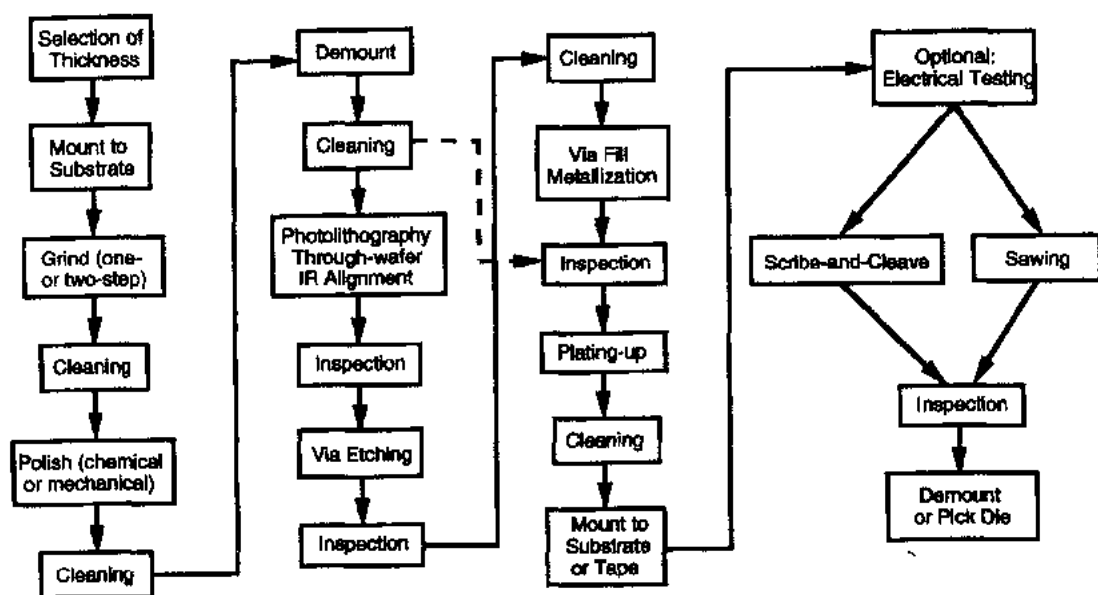 Selection of
Thickness
Mount to
Substrate
Grind (one-
or two-step)
Cleaning
Polish (chemical
or mechanical)
Cleaning
Demount
Cleaning
Photolithography
Through-wafer
IR Alignment
Inspection
Via Etching
Inspection
Cleaning
Via Fill
Metallization
Inspection
Plating-up
Cleaning
Mount to
Substrate
or Tape
Optional:
Electrical Testing
Scribe-and-Cleave
Sawing
Inspection
Demount
or Pick Die